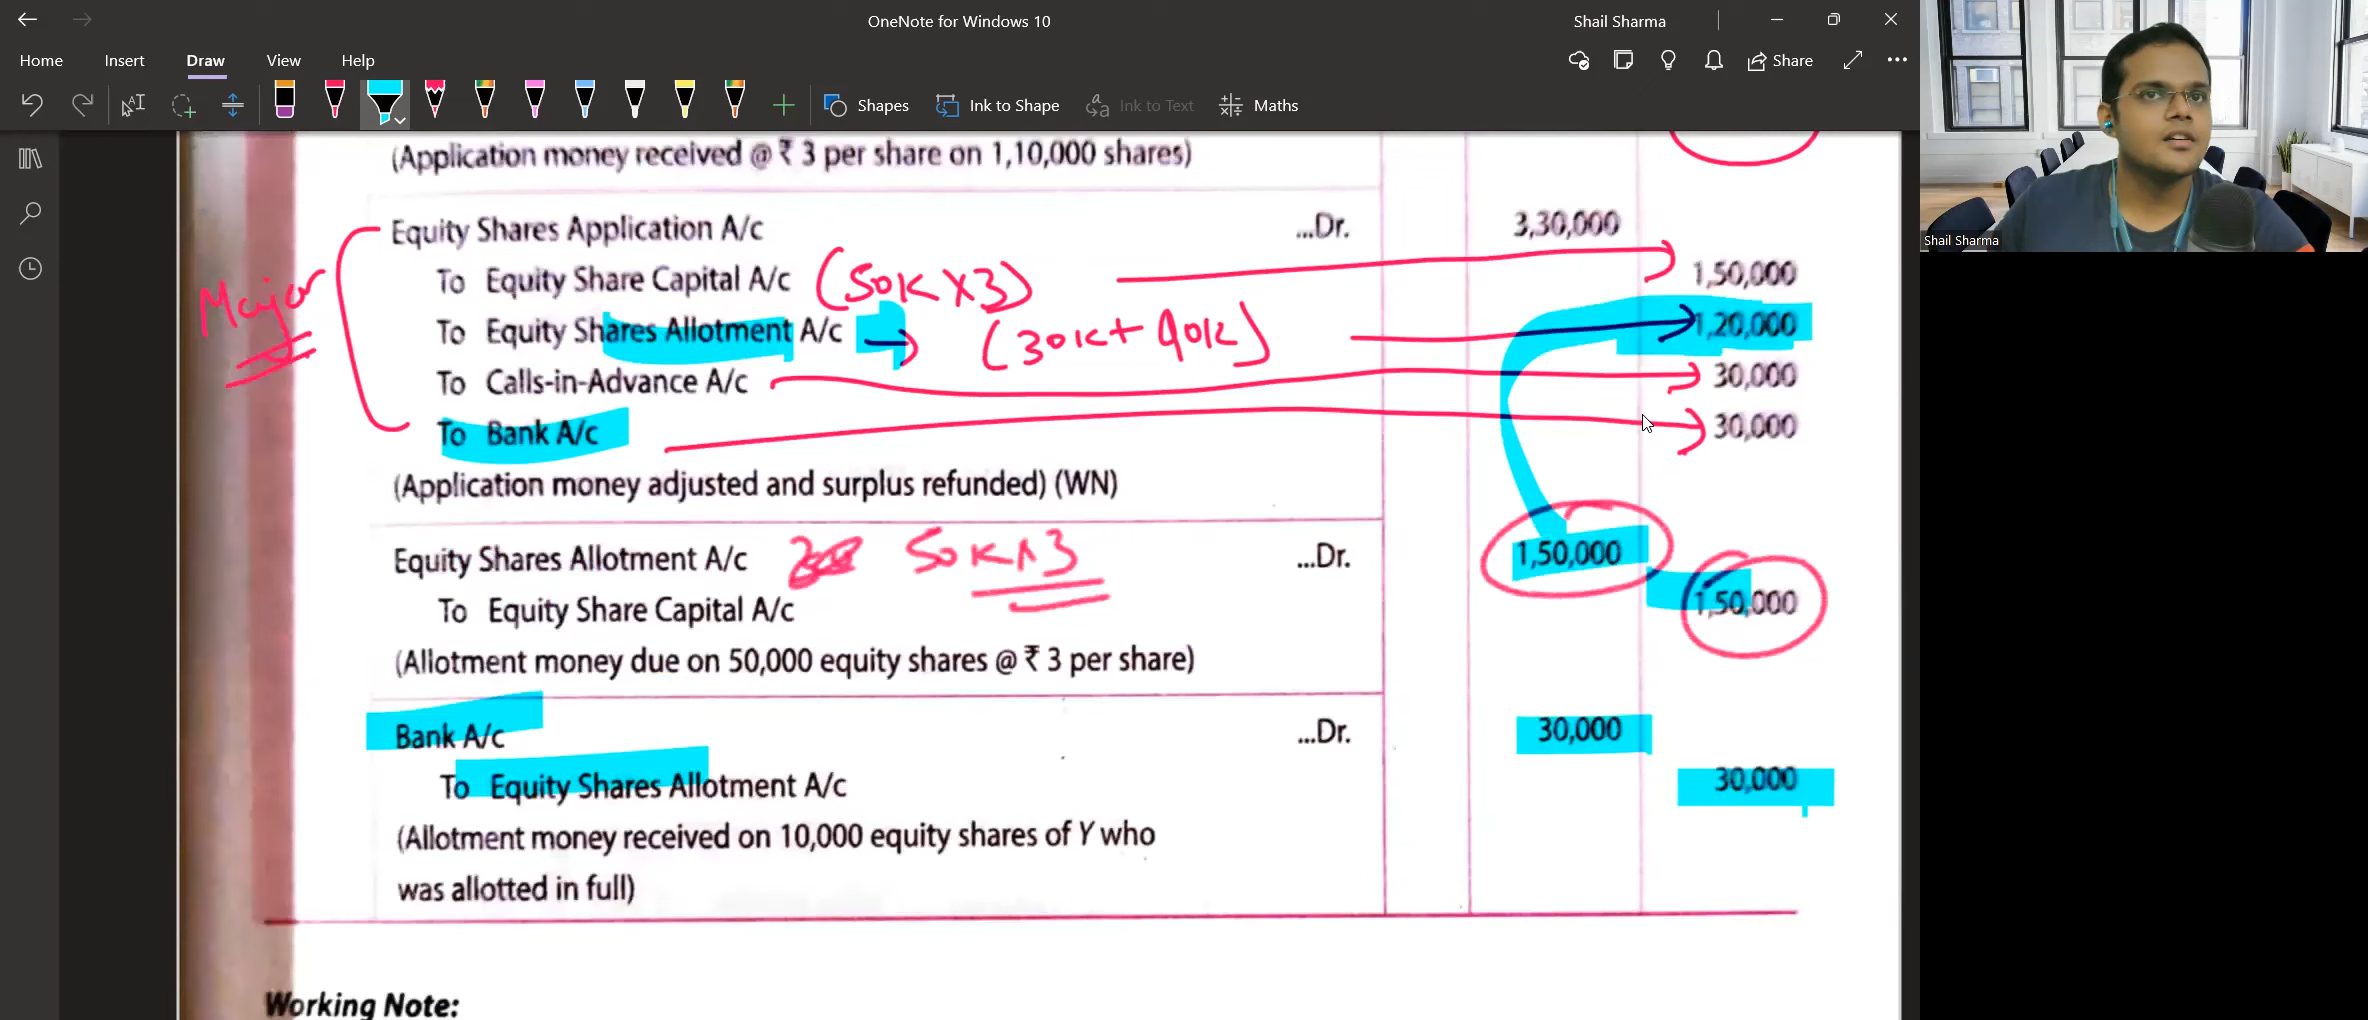 OneNote for Windows 10
Shail Sharma
Home Insert Draw View Help
Share
Shapes Ink to Shape Ink to Text Maths
Shail Sharma
(Application money received @ ₹ 3 per share on 1,10,000 shares)
Equity Shares Application A/c ...Dr. 3,30,000
Major
To Equity Share Capital A/c (50K X 3) 1,50,000
To Equity Shares Allotment A/c → (30K + 90K) 1,20,000
To Calls-in-Advance A/c 30,000
To Bank A/c 30,000
(Application money adjusted and surplus refunded) (WN)
Equity Shares Allotment A/c 50K X 3 ...Dr. 1,50,000
To Equity Share Capital A/c 1,50,000
(Allotment money due on 50,000 equity shares @ ₹ 3 per share)
Bank A/c ...Dr. 30,000
To Equity Shares Allotment A/c 30,000
(Allotment money received on 10,000 equity shares of Y who
was allotted in full)
Working Note: